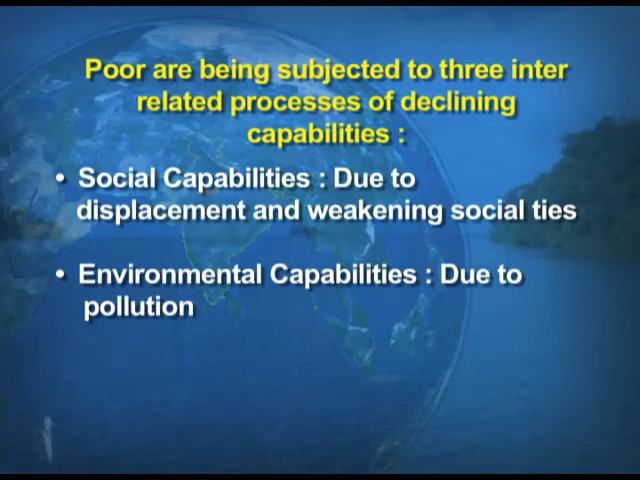 Poor are being subjected to three inter
related processes of declining
capabilities :
• Social Capabilities : Due to
displacement and weakening social ties
• Environmental Capabilities : Due to
pollution